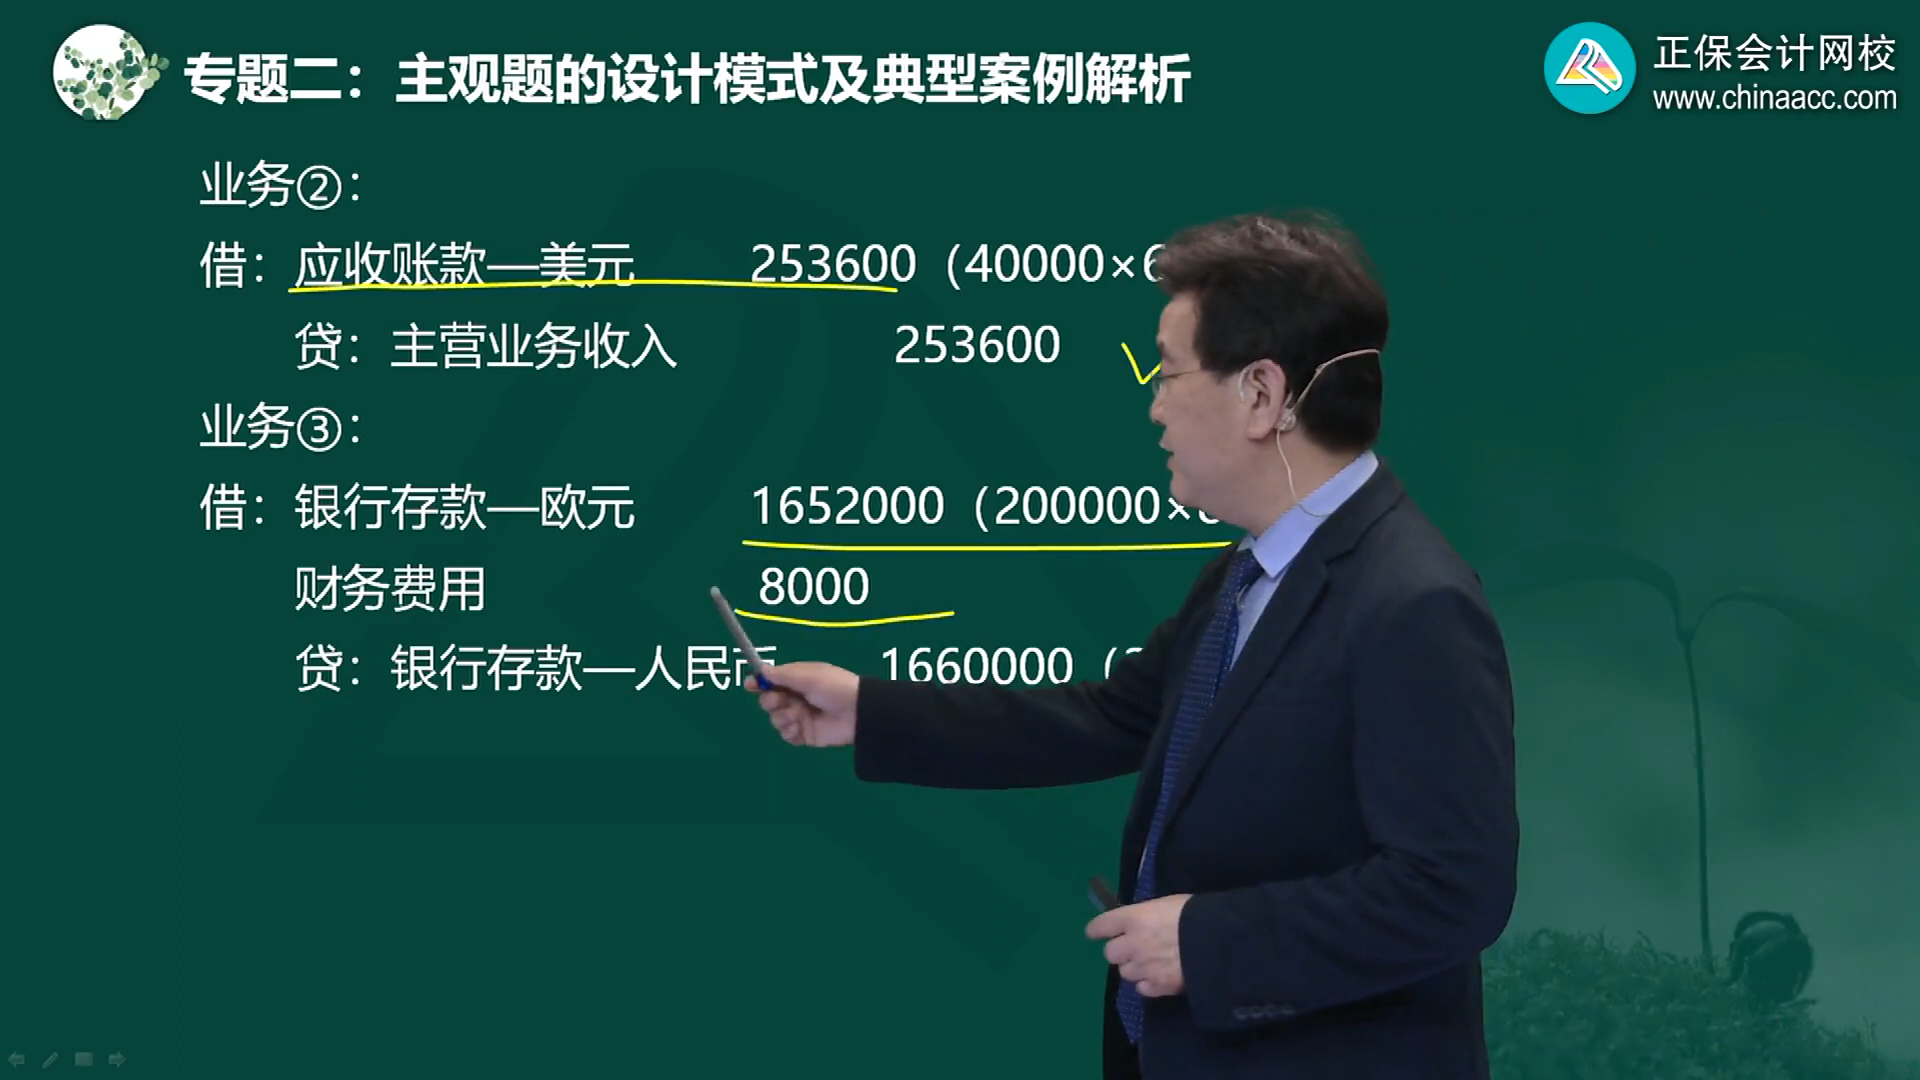 专题二：主观题的设计模式及典型案例解析
正保会计网校
www.chinaacc.com
业务②：
借：应收账款—美元 253600（40000×6
贷：主营业务收入 253600
业务③：
借：银行存款—欧元 1652000（200000×
财务费用 8000
贷：银行存款—人民币 1660000（